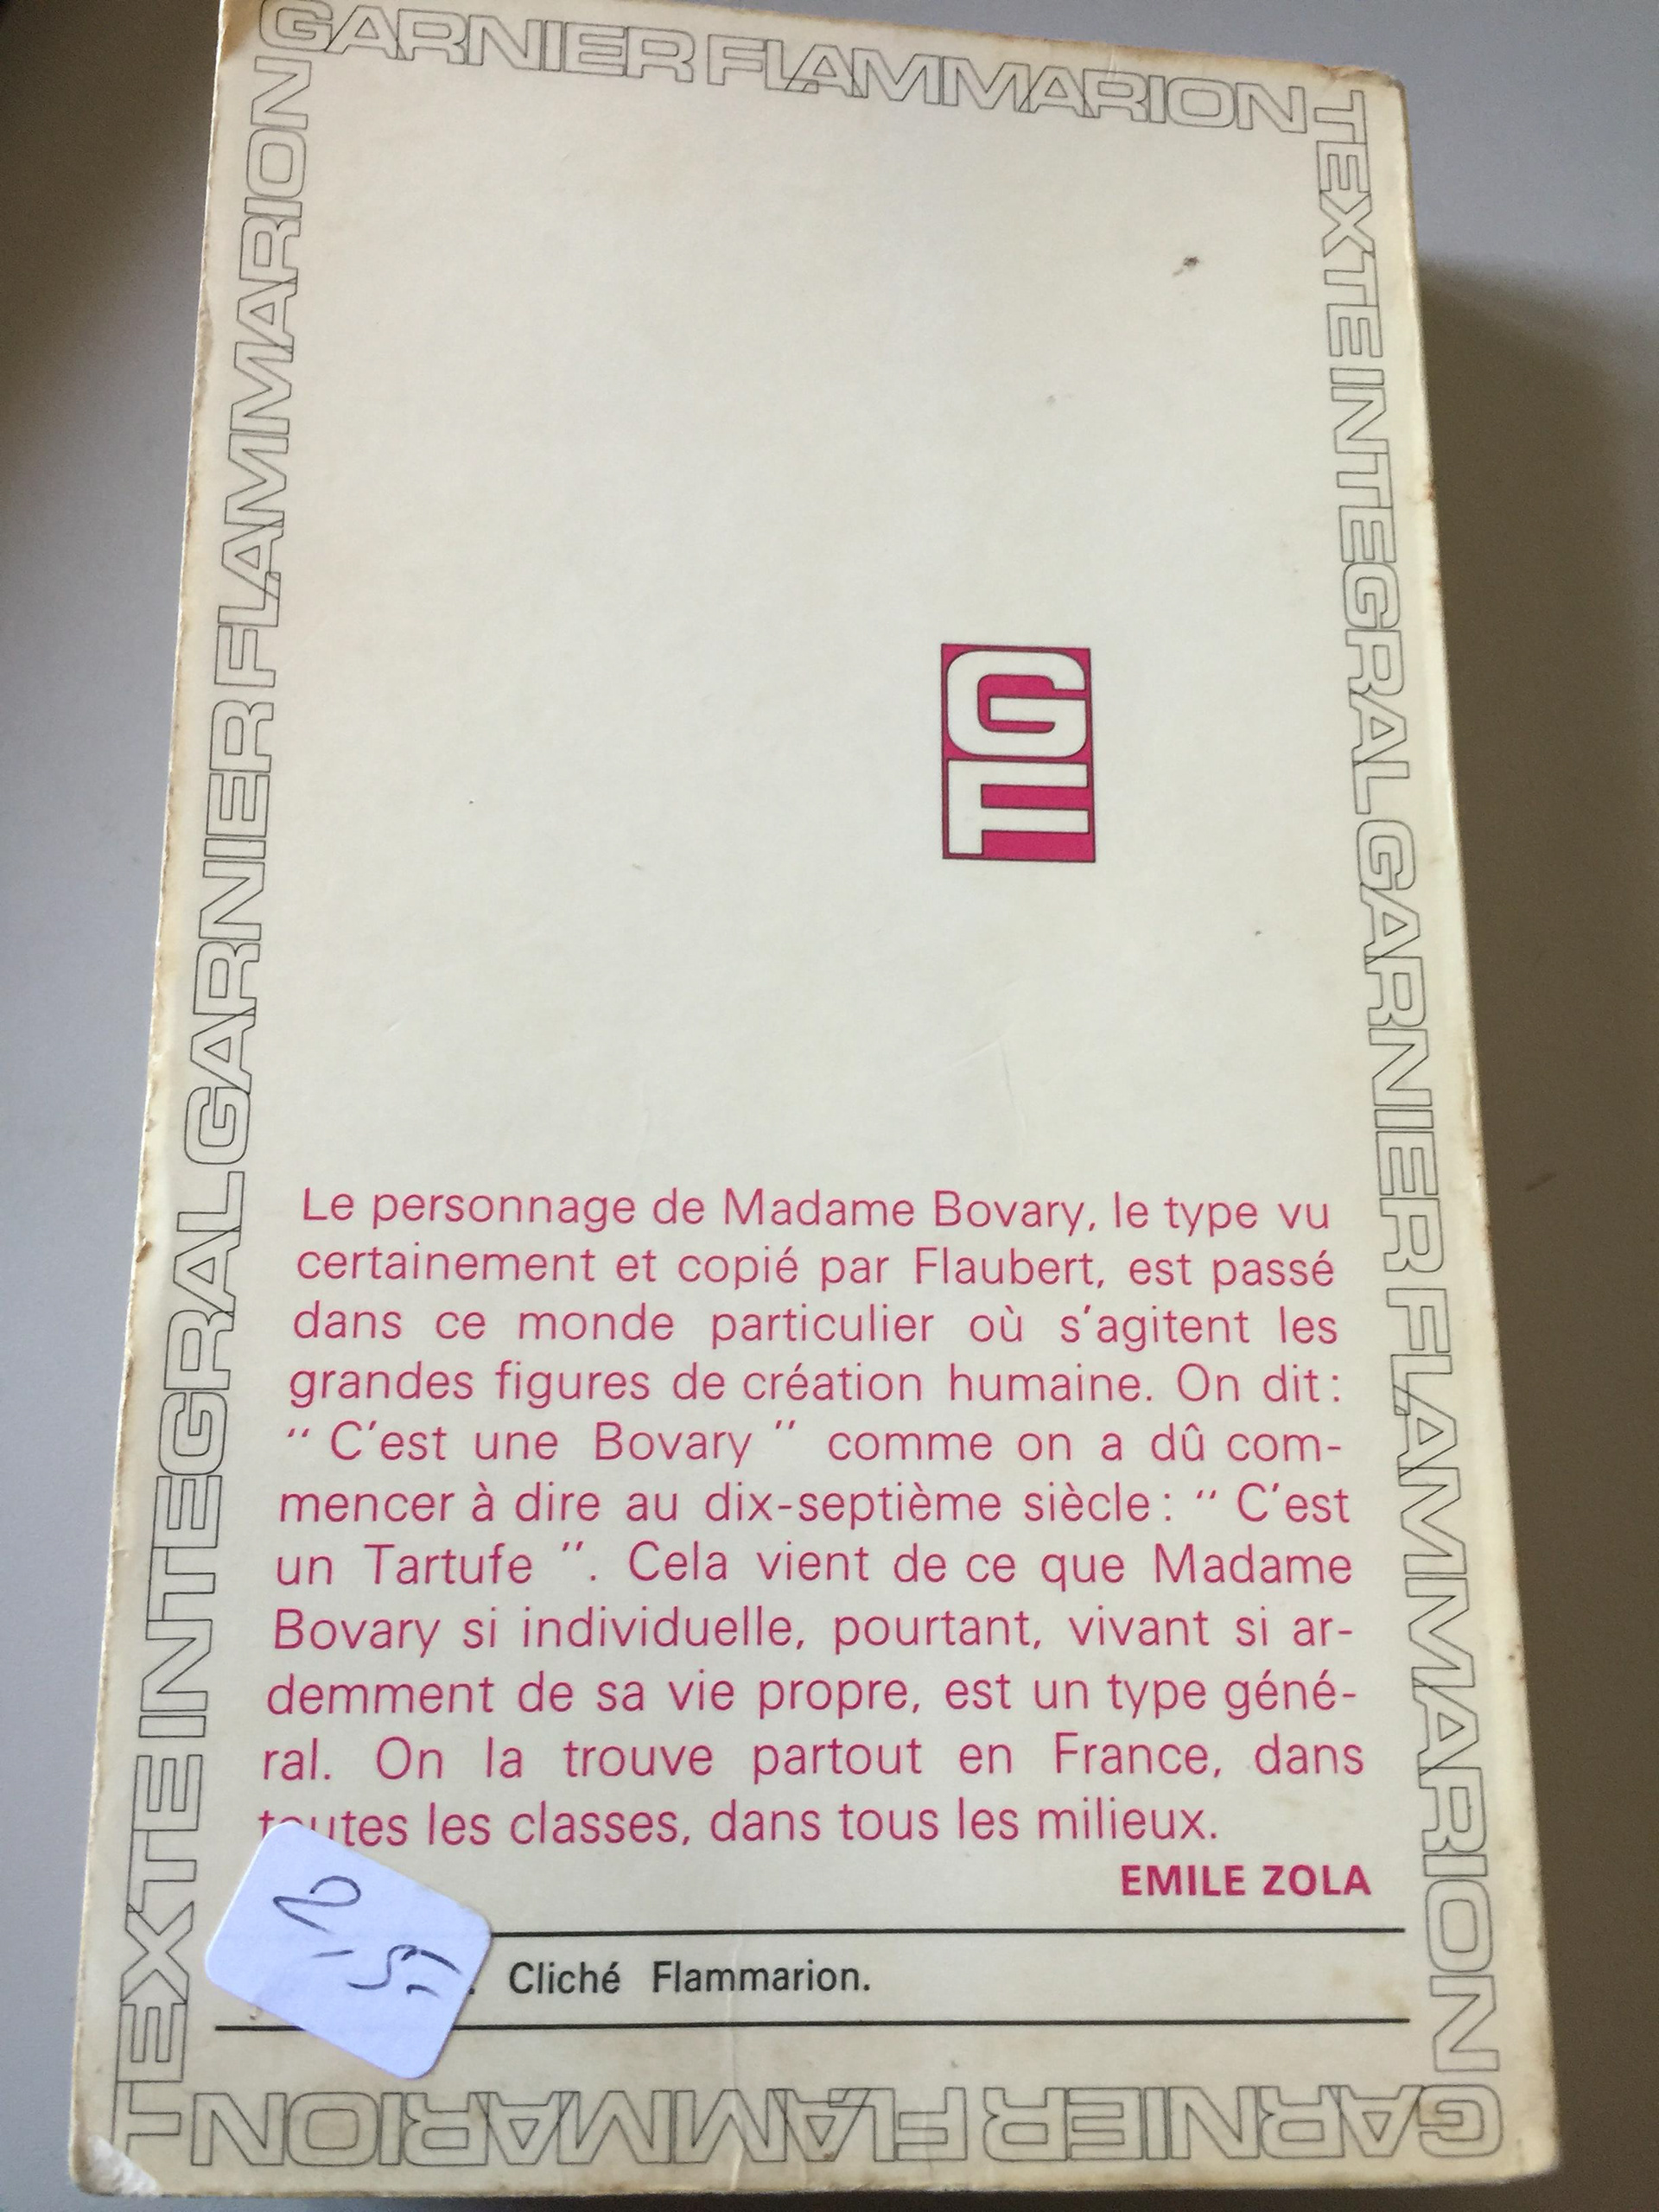 GARNIER FLAMMARION
TEXTE INTEGRAL GARNIER FLAMMARION
GARNIER FLAMMARION
TEXTE INTEGRAL GARNIER FLAMMARION
GF
Le personnage de Madame Bovary, le type vu
certainement et copié par Flaubert, est passé
dans ce monde particulier où s'agitent les
grandes figures de création humaine. On dit :
“ C'est une Bovary ” comme on a dû com-
mencer à dire au dix-septième siècle : “ C'est
un Tartufe ”. Cela vient de ce que Madame
Bovary si individuelle, pourtant, vivant si ar-
demment de sa vie propre, est un type géné-
ral. On la trouve partout en France, dans
toutes les classes, dans tous les milieux.
EMILE ZOLA
Cliché Flammarion.